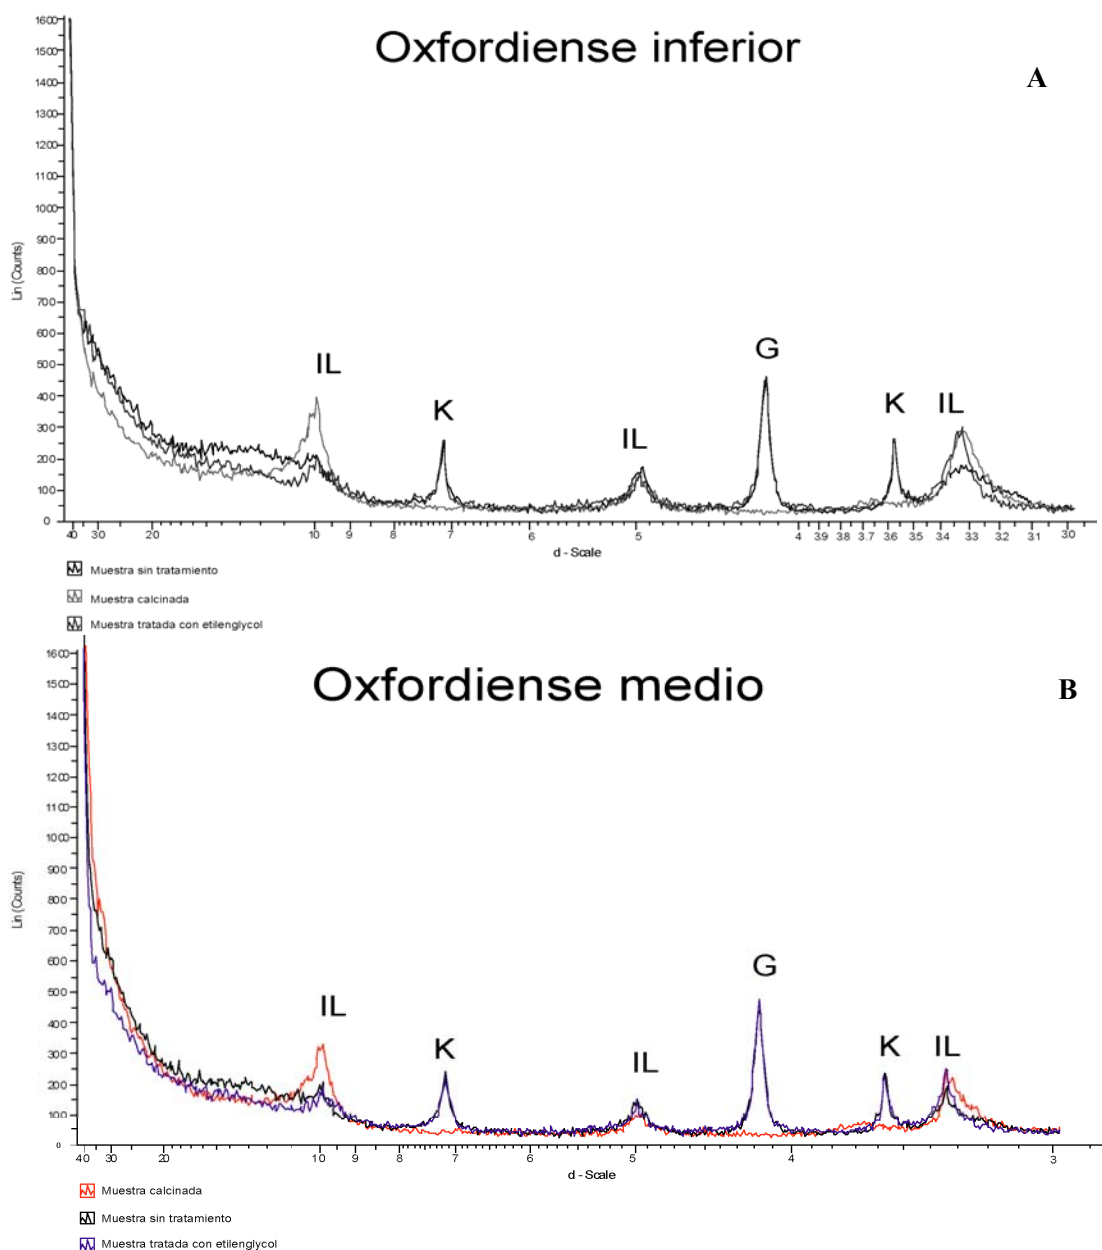 Oxfordiense inferior
A
1600
1500
1400
1300
1200
1100
1000
900
800
700
600
500
400
300
200
100
0
Lin (Counts)
IL
K
IL
G
K
IL
40 30 20 10 9 8 7 6 5 4 3.9 3.8 3.7 3.6 3.5 3.4 3.3 3.2 3.1 3.0
d - Scale
Muestra sin tratamiento
Muestra calcinada
Muestra tratada con etilenglycol
Oxfordiense medio
B
1600
1500
1400
1300
1200
1100
1000
900
800
700
600
500
400
300
200
100
0
Lin (Counts)
IL
K
IL
G
K
IL
40 30 20 10 9 8 7 6 5 4 3
d - Scale
Muestra calcinada
Muestra sin tratamiento
Muestra tratada con etilenglycol